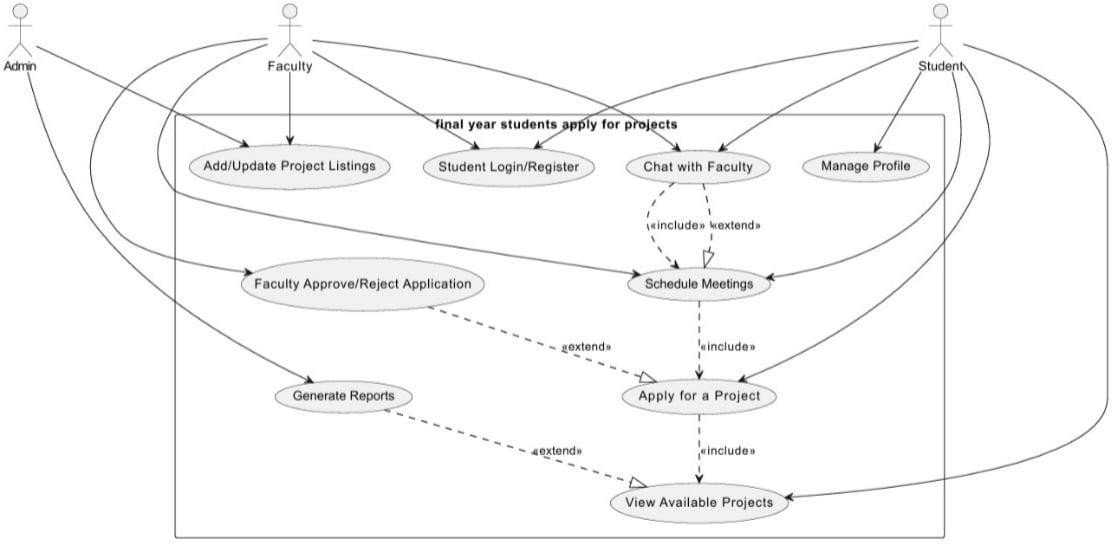 Admin
Faculty
Student
final year students apply for projects
Add/Update Project Listings
Student Login/Register
Chat with Faculty
Manage Profile
«include»
«extend»
Faculty Approve/Reject Application
Schedule Meetings
«extend»
«include»
Generate Reports
Apply for a Project
«extend»
«include»
View Available Projects